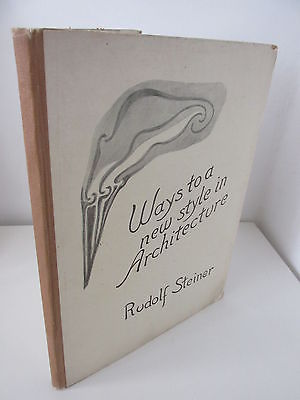 Ways to a
new style in
Architecture
Rudolf Steiner